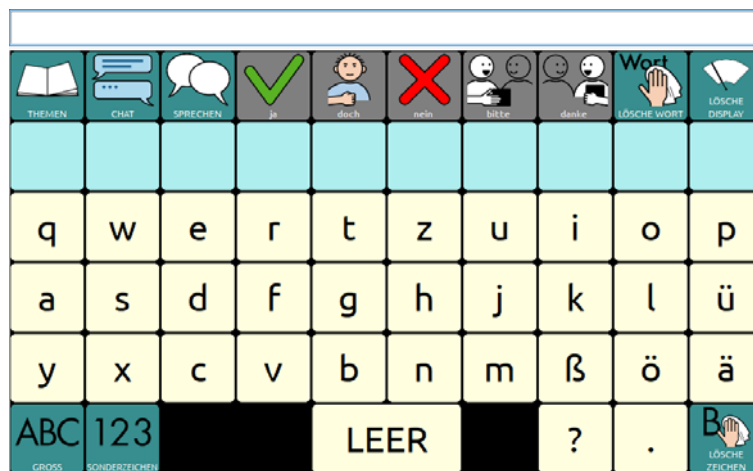 Wort
THEMEN CHAT SPRECHEN ja doch nein bitte danke LÖSCHE WORT LÖSCHE DISPLAY
q w e r t z u i o p
a s d f g h j k l ü
y x c v b n m ß ö ä
ABC 123 LEER ? . B
GROSS SONDERZEICHEN LÖSCHE ZEICHEN